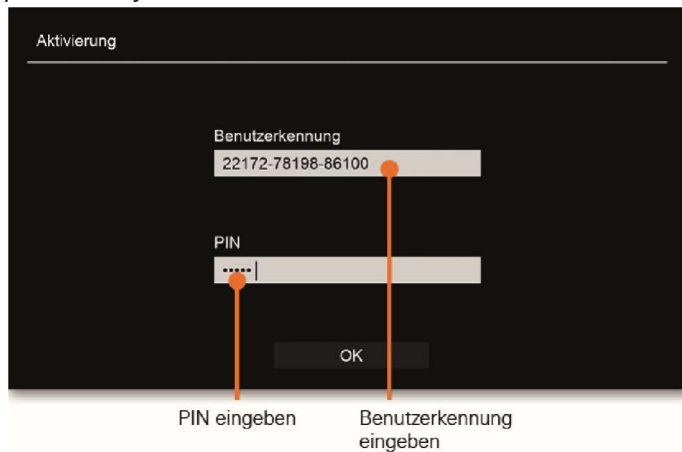 Aktivierung
Benutzerkennung
22172-78198-86100
PIN
•••••
OK
PIN eingeben
Benutzerkennung
eingeben